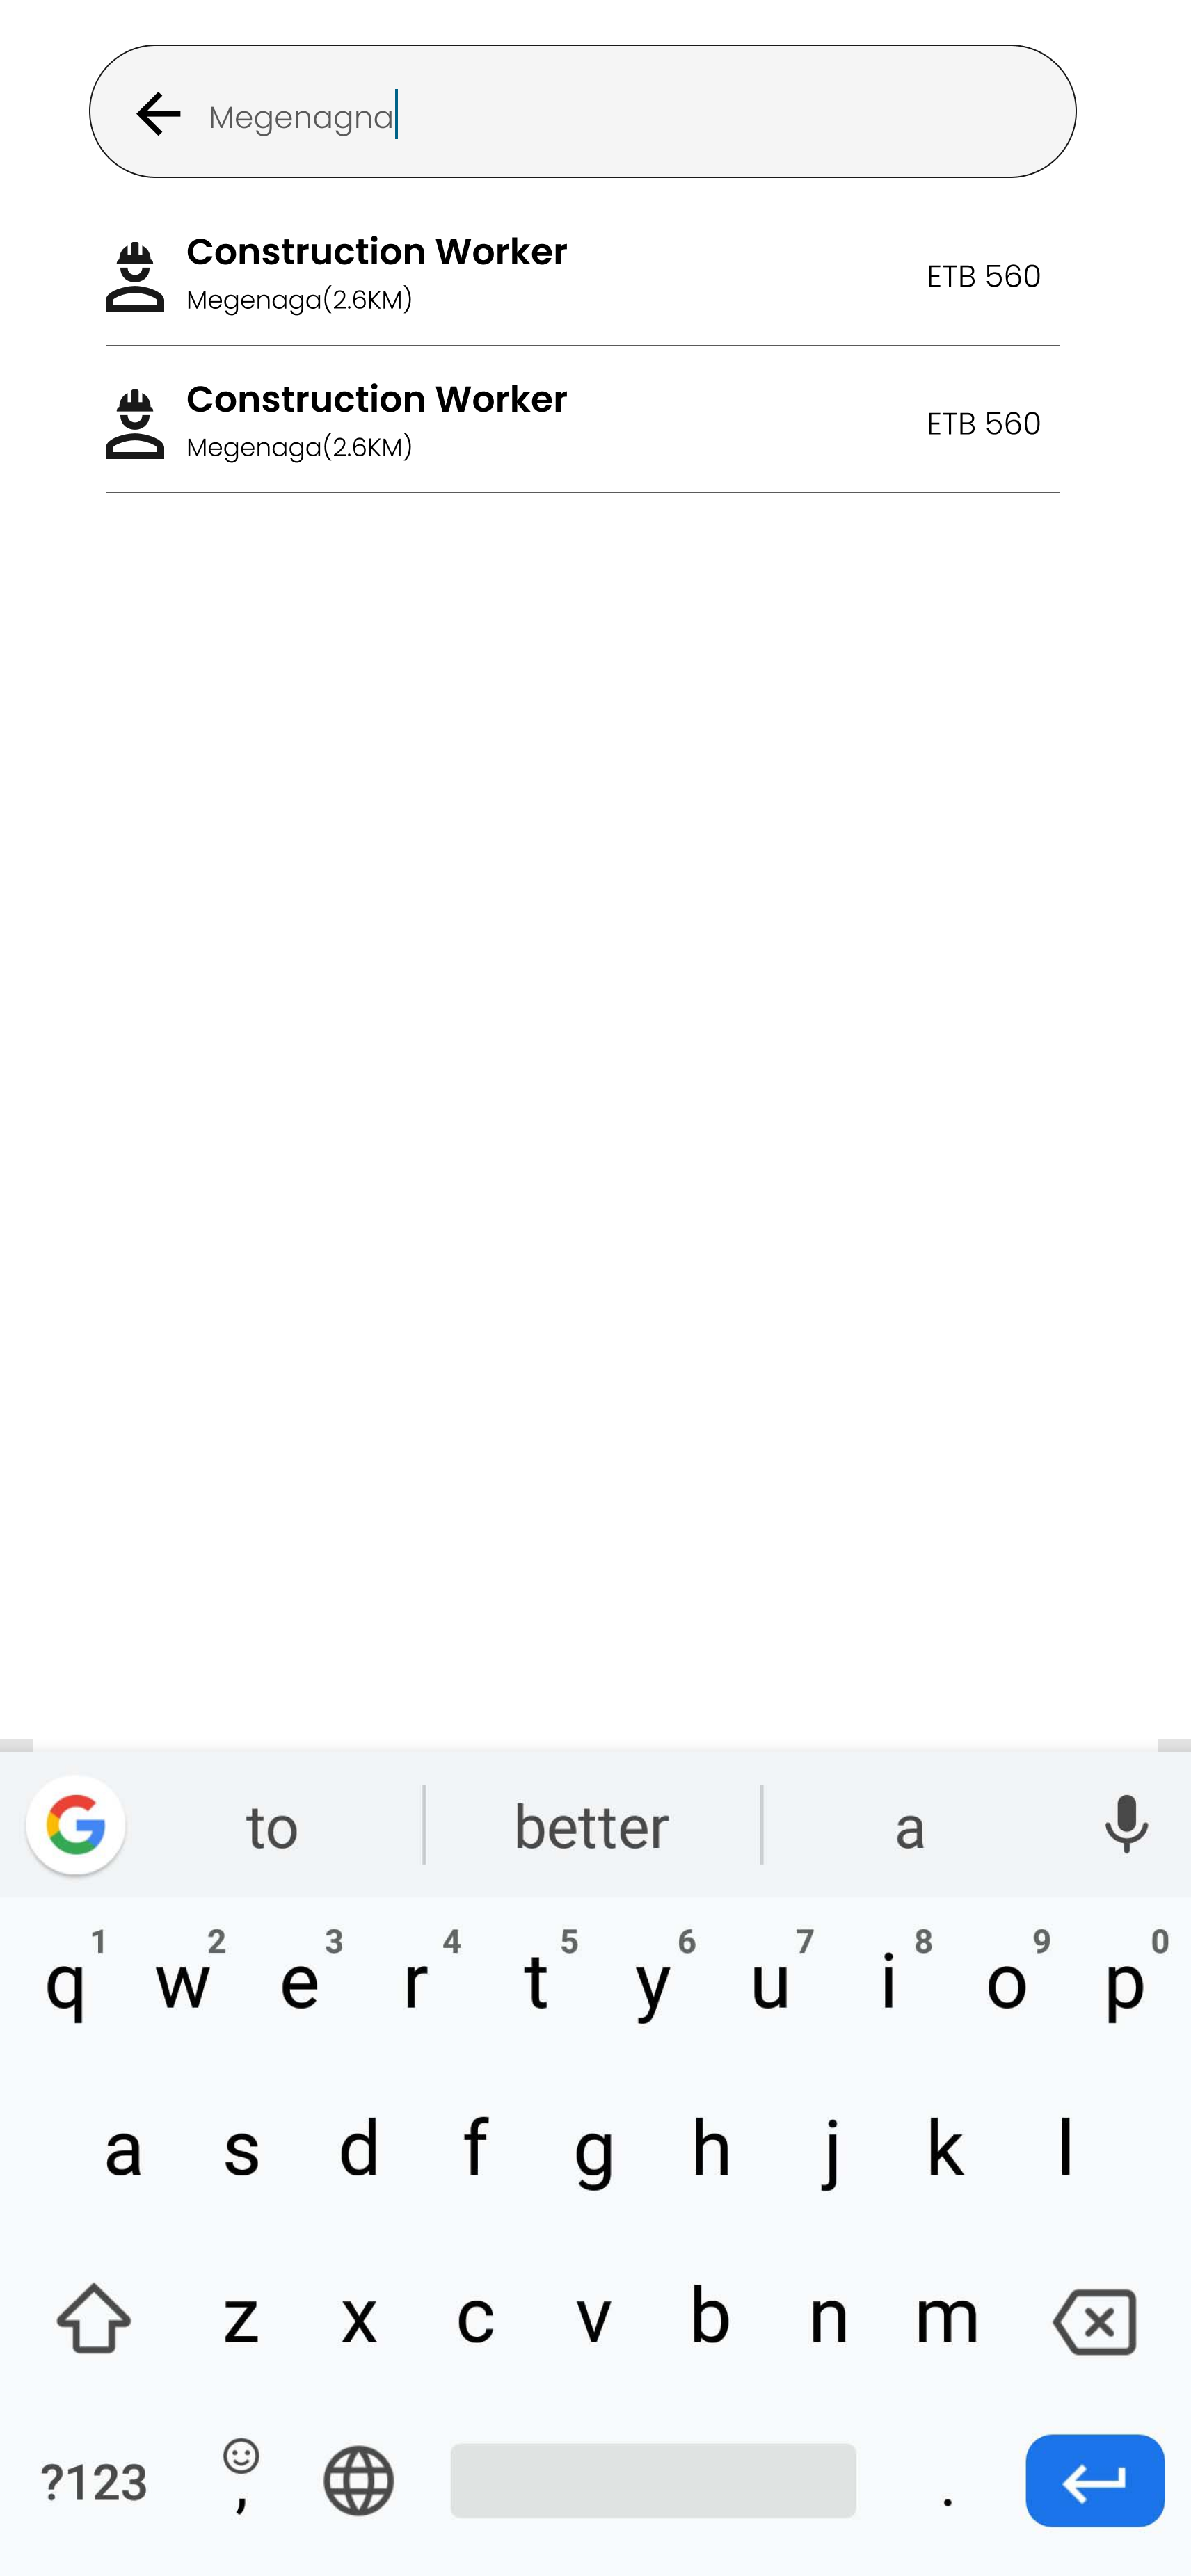 Megenagna
Construction Worker
Megenaga(2.6KM)
ETB 560
Construction Worker
Megenaga(2.6KM)
ETB 560
to better a
1 2 3 4 5 6 7 8 9 0
q w e r t y u i o p
a s d f g h j k l
z x c v b n m
?123 , .